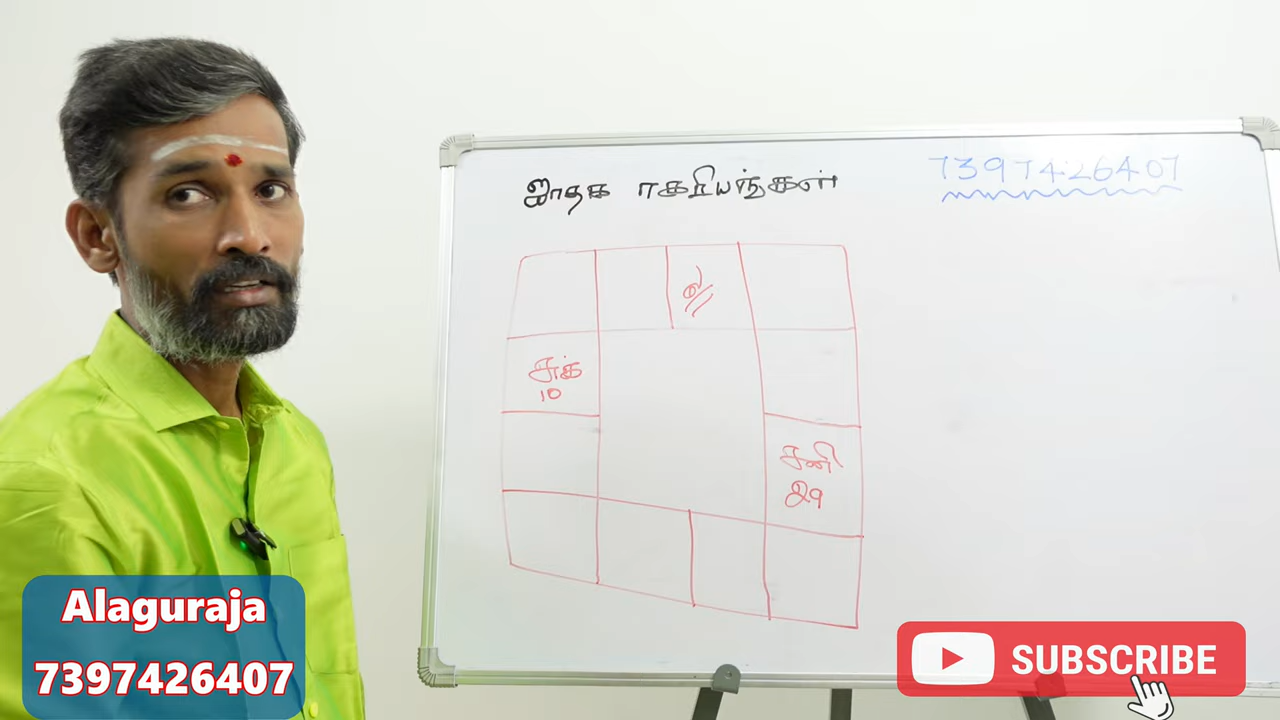 ஜாதக ரகசியங்கள்
7397426407
ல
சுக்
10
சனி
29
Alaguraja
7397426407
SUBSCRIBE